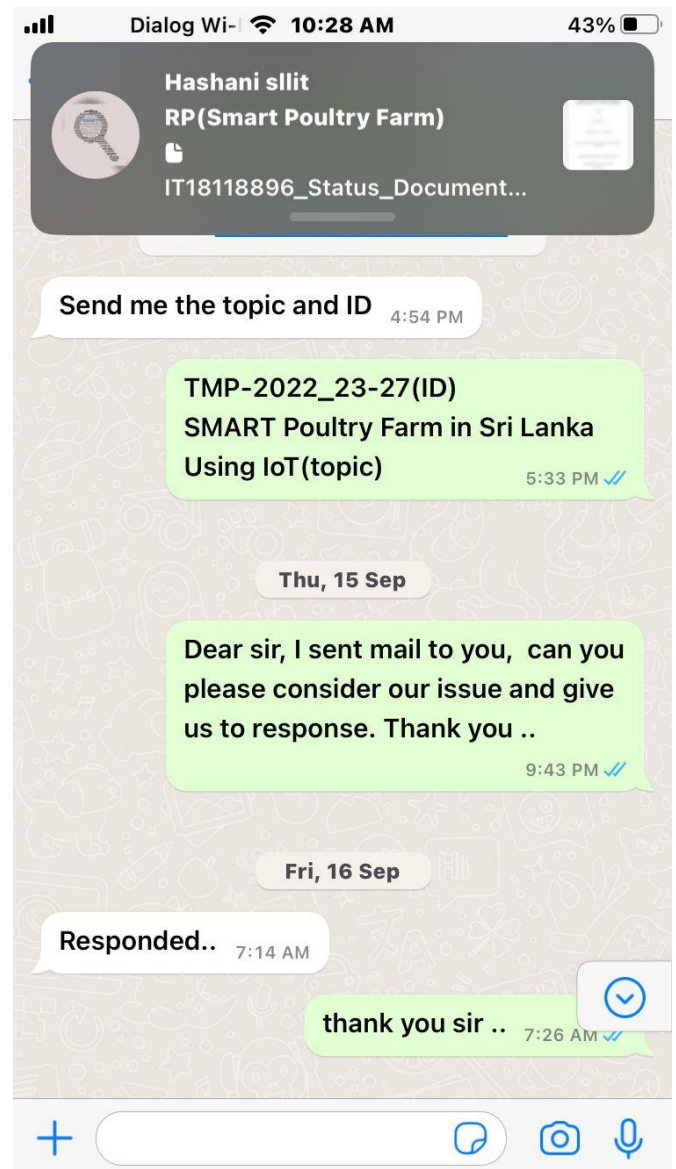 Dialog Wi- 10:28 AM 43%
Hashani sllit
RP(Smart Poultry Farm)
IT18118896_Status_Document...
Send me the topic and ID 4:54 PM
TMP-2022_23-27(ID)
SMART Poultry Farm in Sri Lanka
Using IoT(topic) 5:33 PM
Thu, 15 Sep
Dear sir, I sent mail to you, can you
please consider our issue and give
us to response. Thank you ..
9:43 PM
Fri, 16 Sep
Responded.. 7:14 AM
thank you sir .. 7:26 AM